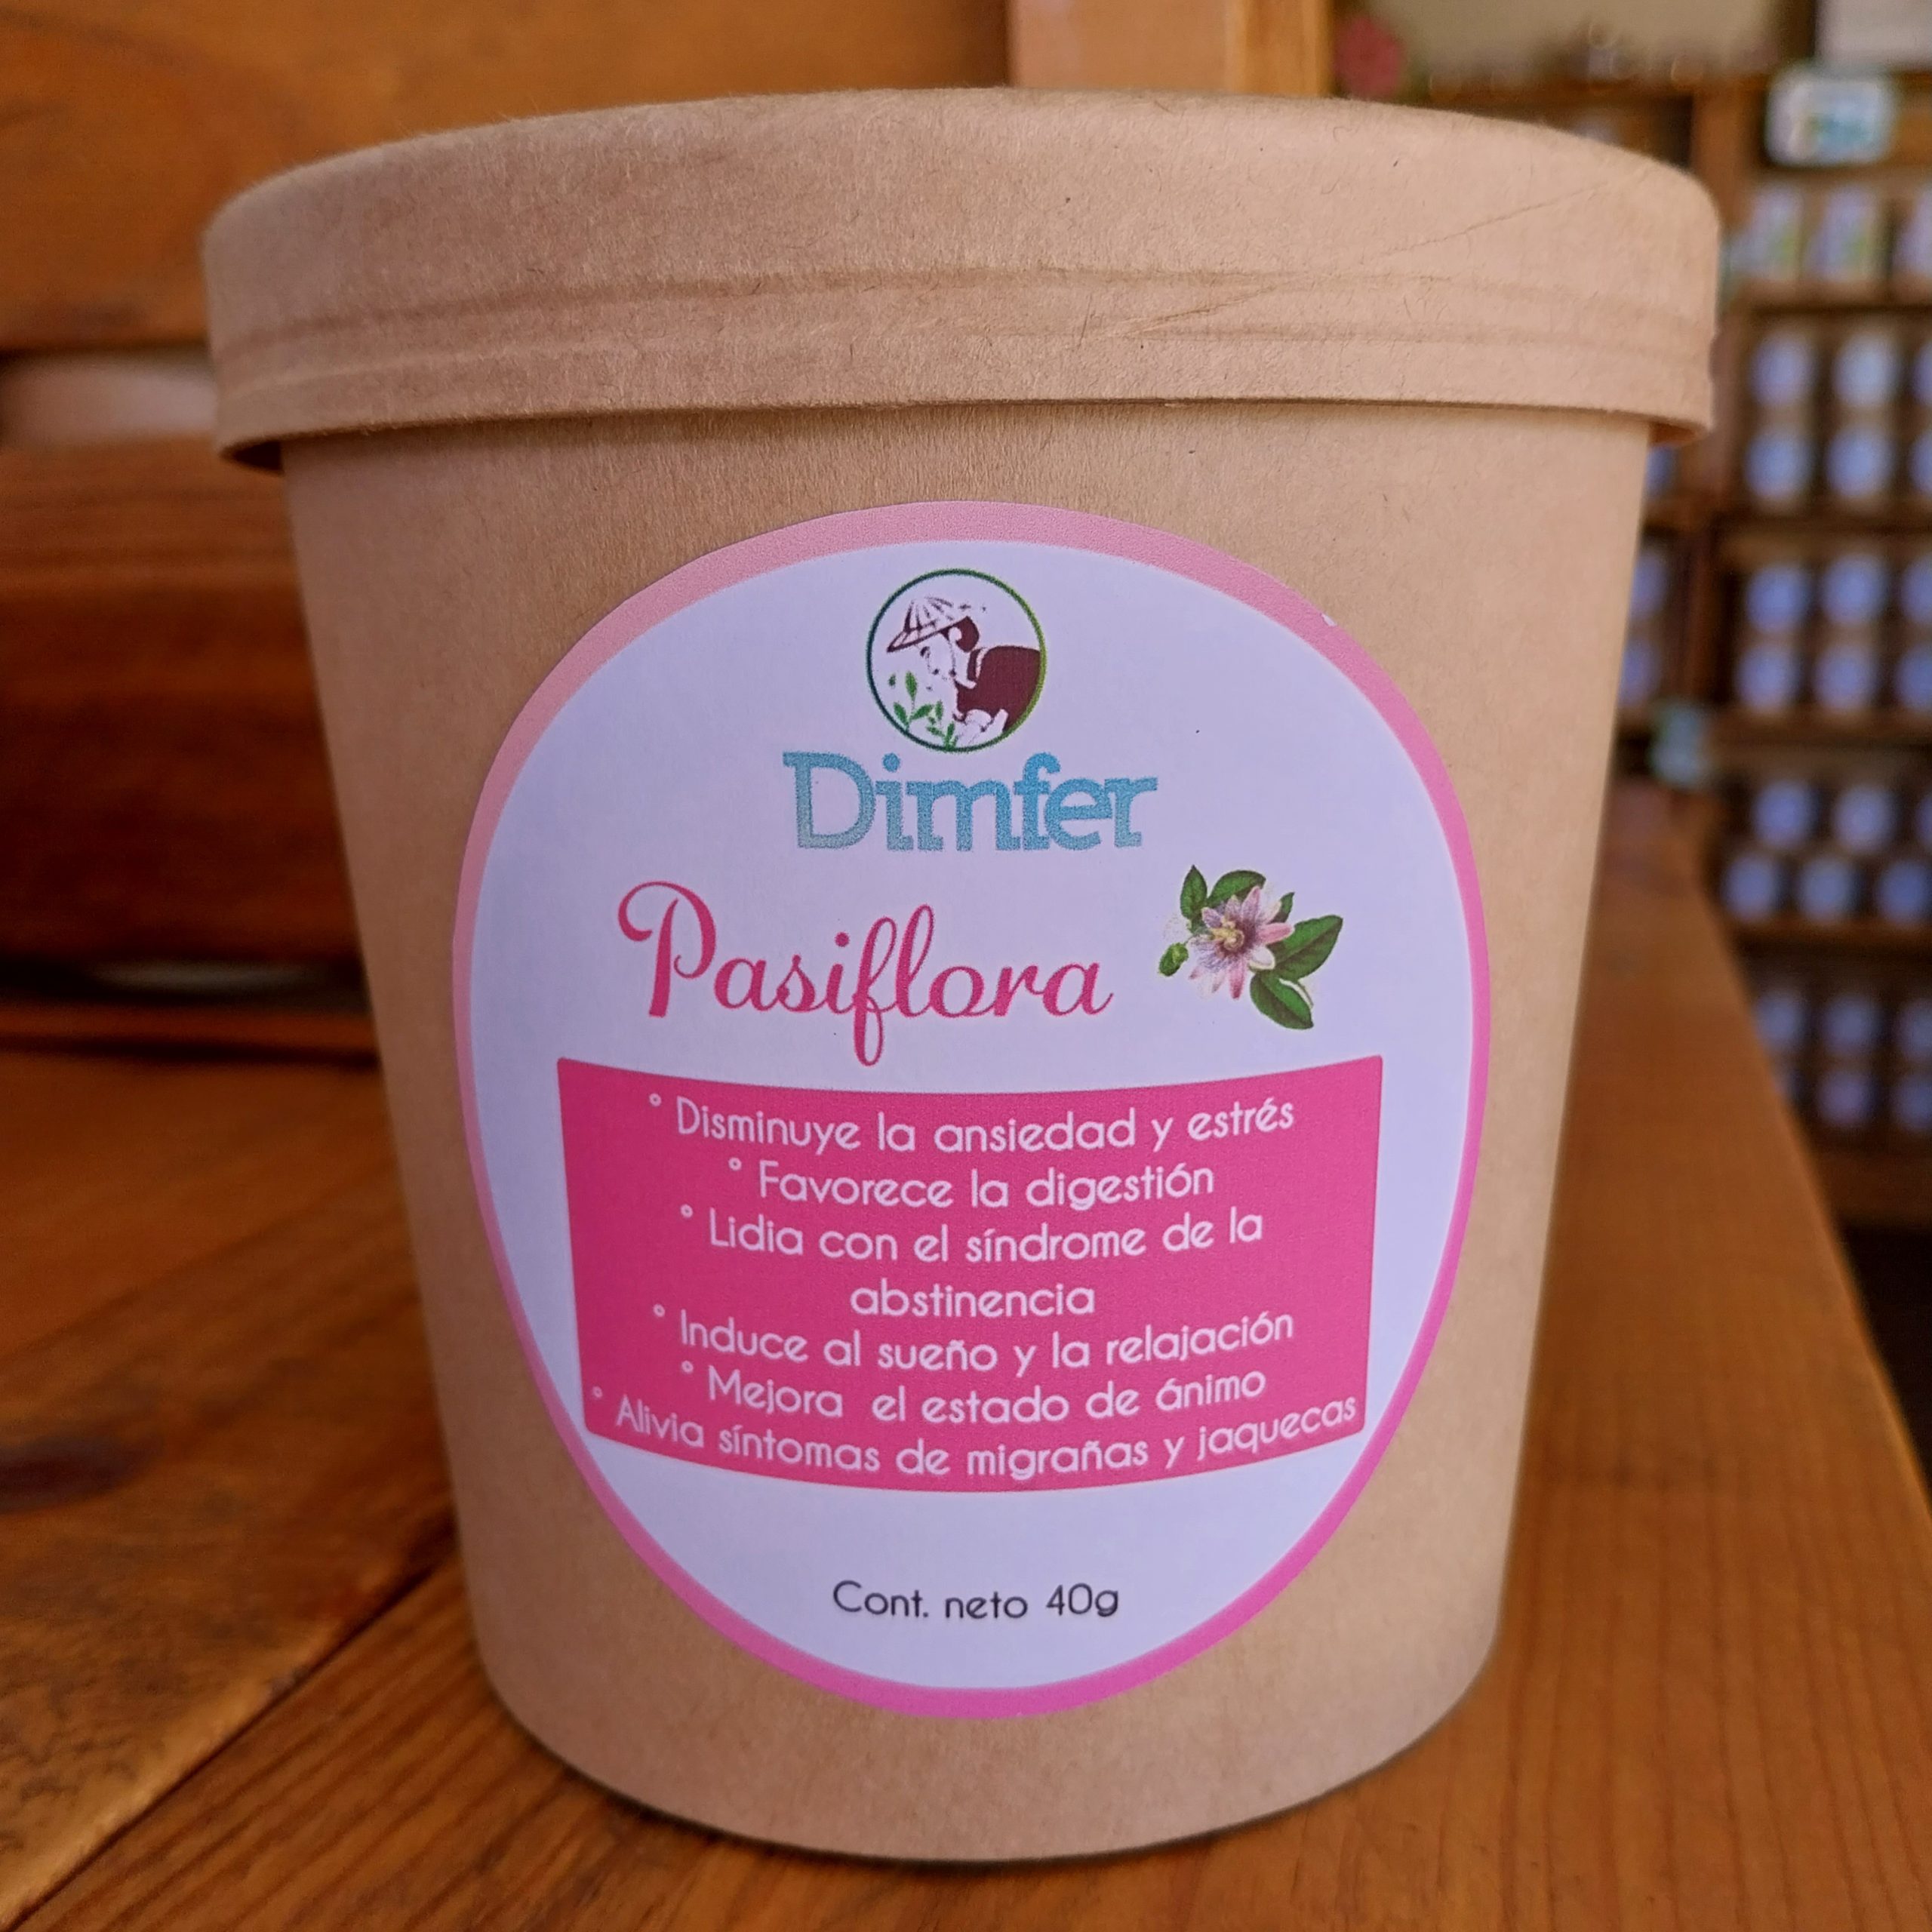 Dimfer
Pasiflora
° Disminuye la ansiedad y estrés
° Favorece la digestión
° Lidia con el síndrome de la
abstinencia
° Induce al sueño y la relajación
° Mejora el estado de ánimo
° Alivia síntomas de migrañas y jaquecas
Cont. neto 40g